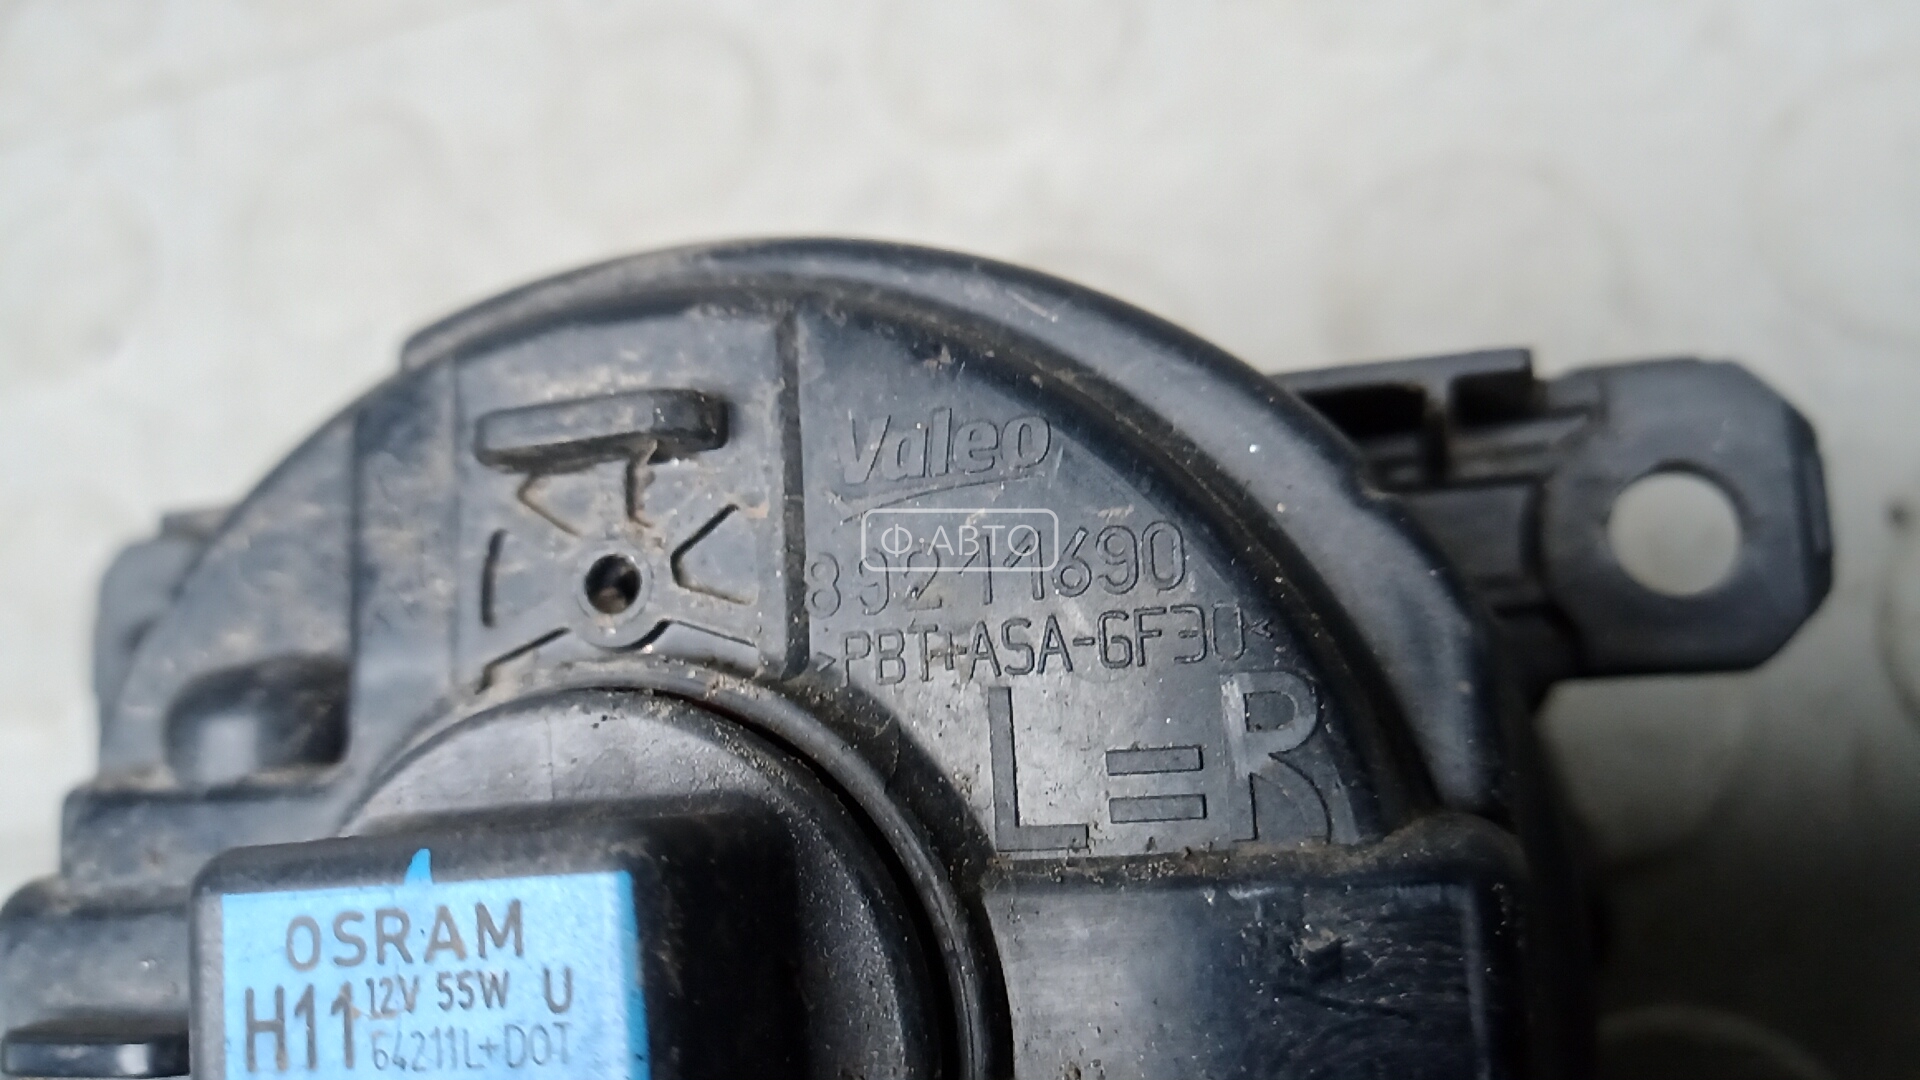 Valeo
89211690
Ф·АВТО
>PBT+ASA-GF30<
L=R
OSRAM
H11 12V 55W U
64211L+DOT